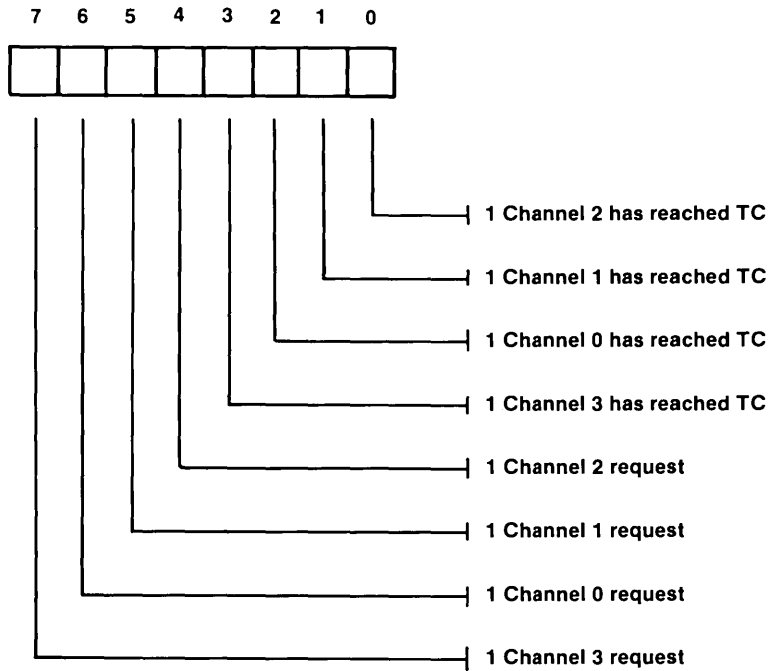 7 6 5 4 3 2 1 0
1 Channel 2 has reached TC
1 Channel 1 has reached TC
1 Channel 0 has reached TC
1 Channel 3 has reached TC
1 Channel 2 request
1 Channel 1 request
1 Channel 0 request
1 Channel 3 request